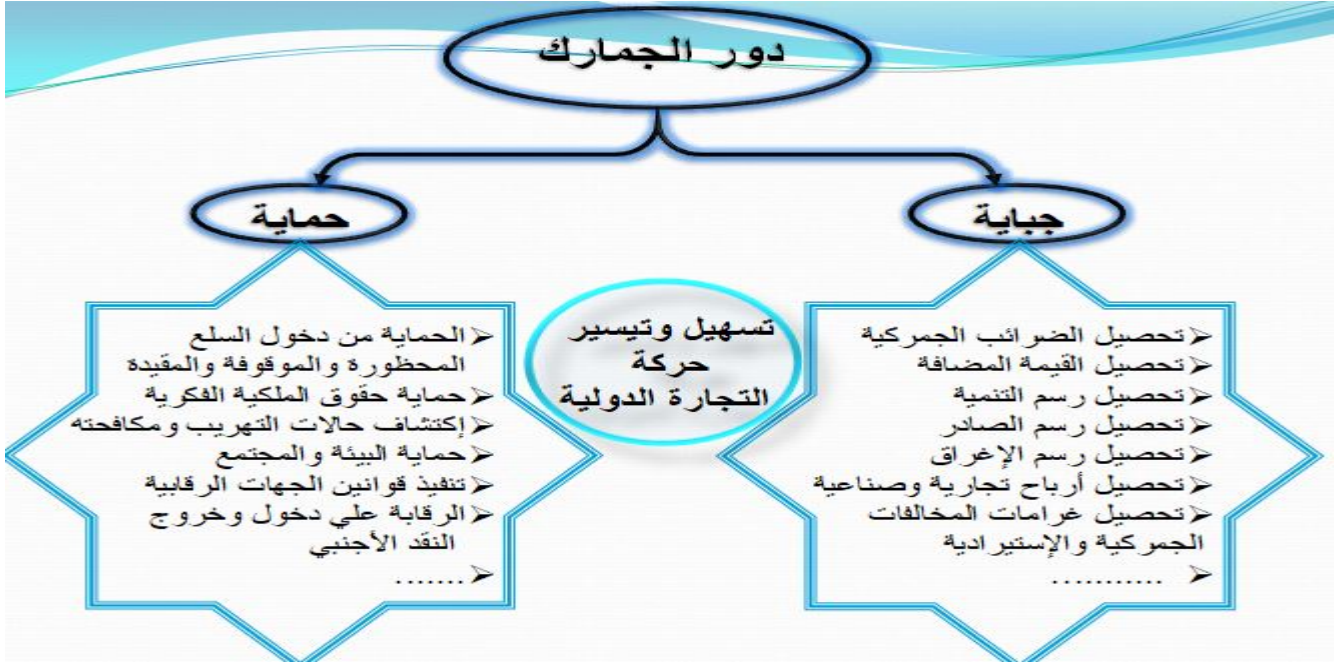 دور الجمارك
جباية
حماية
تحصيل الضرائب الجمركية
تحصيل القيمة المضافة
تحصيل رسم التنمية
تحصيل رسم الصادر
تحصيل رسم الإغراق
تحصيل أرباح تجارية وصناعية
تحصيل غرامات المخالفات
الجمركية والإستيرادية
...........
تسهيل وتيسير
حركة
التجارة الدولية
الحماية من دخول السلع
المحظورة والموقوفة والمقيدة
حماية حقوق الملكية الفكرية
إكتشاف حالات التهريب ومكافحته
حماية البيئة والمجتمع
تنفيذ قوانين الجهات الرقابية
الرقابة علي دخول وخروج
النقد الأجنبي
.......